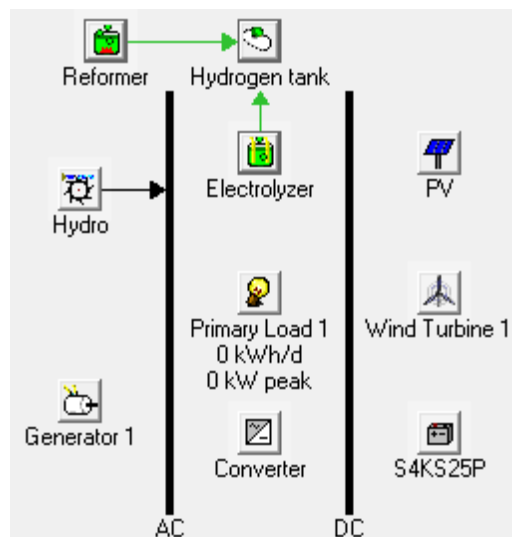 Reformer
Hydrogen tank
Electrolyzer
PV
Hydro
Primary Load 1
0 kWh/d
0 kW peak
Wind Turbine 1
Generator 1
Converter
S4KS25P
AC
DC